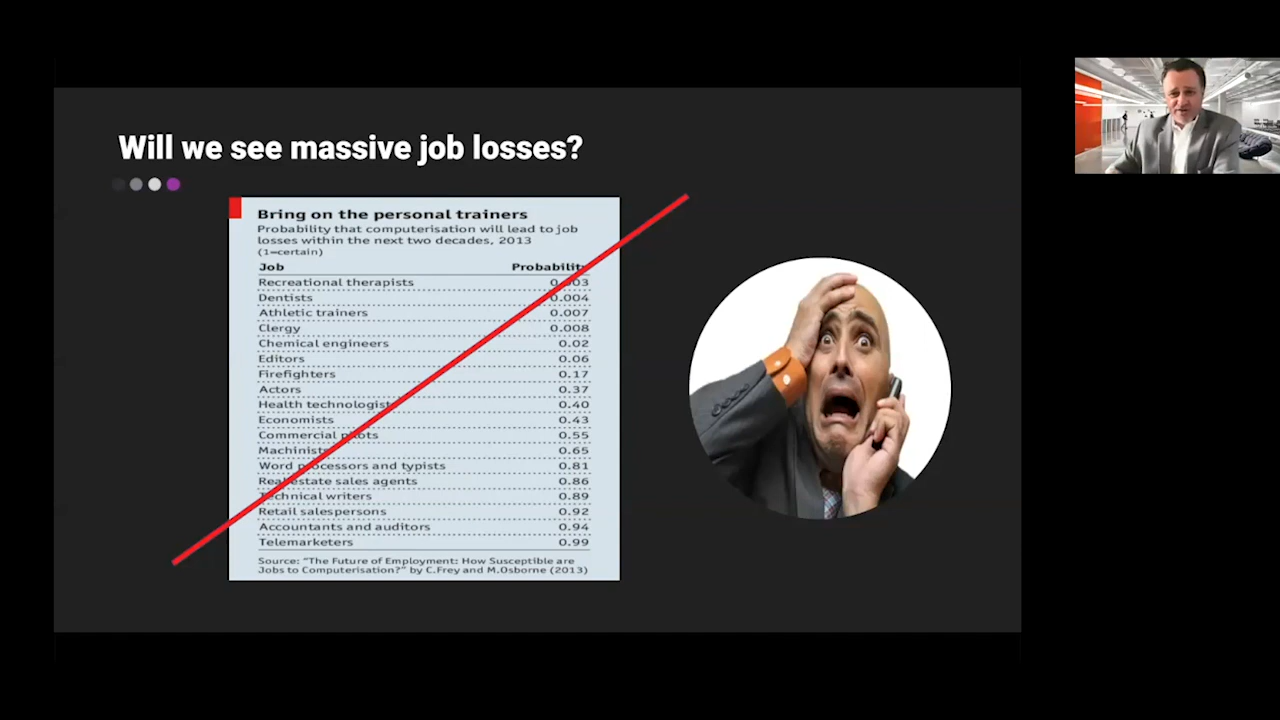 Will we see massive job losses?
Bring on the personal trainers
Probability that computerisation will lead to job
losses within the next two decades, 2013
(1=certain)
Job Probability
Recreational therapists 0.003
Dentists 0.004
Athletic trainers 0.007
Clergy 0.008
Chemical engineers 0.02
Editors 0.06
Firefighters 0.17
Actors 0.37
Health technologists 0.40
Economists 0.43
Commercial pilots 0.55
Machinists 0.65
Word processors and typists 0.81
Real estate sales agents 0.86
Technical writers 0.89
Retail salespersons 0.92
Accountants and auditors 0.94
Telemarketers 0.99
Source: "The Future of Employment: How Susceptible are
Jobs to Computerisation?" by C.Frey and M.Osborne (2013)